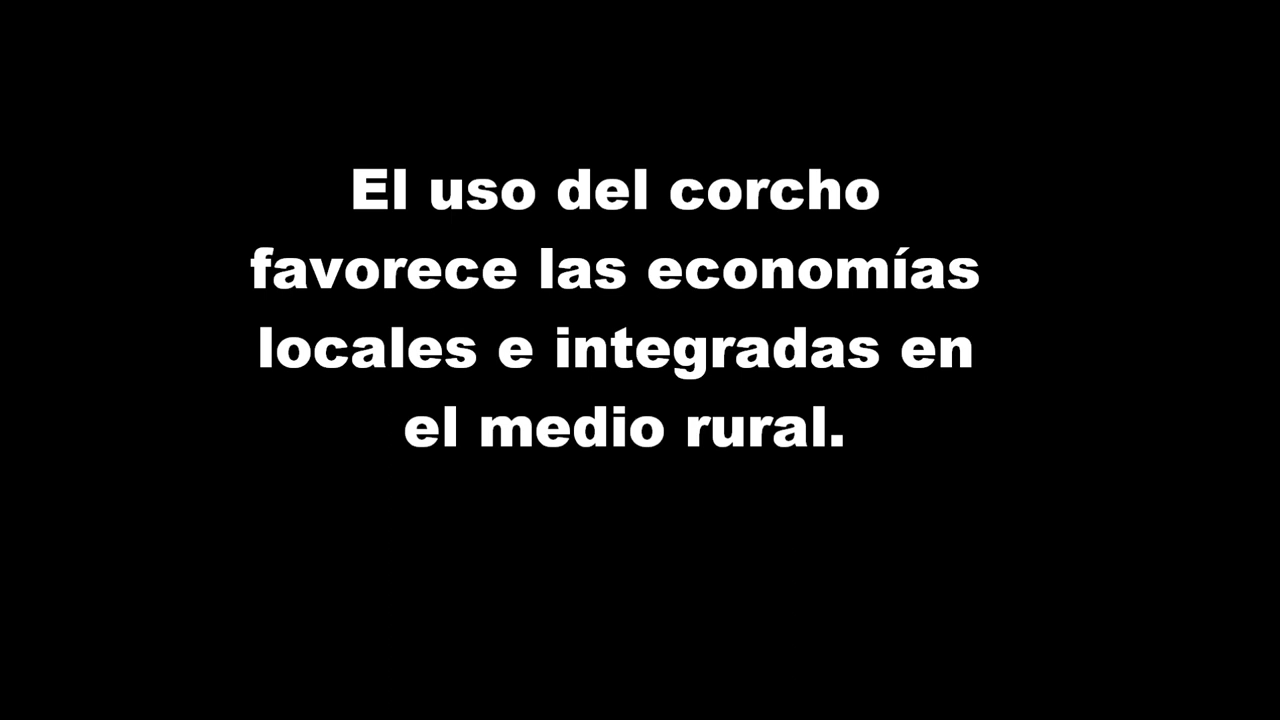 El uso del corcho
favorece las economías
locales e integradas en
el medio rural.